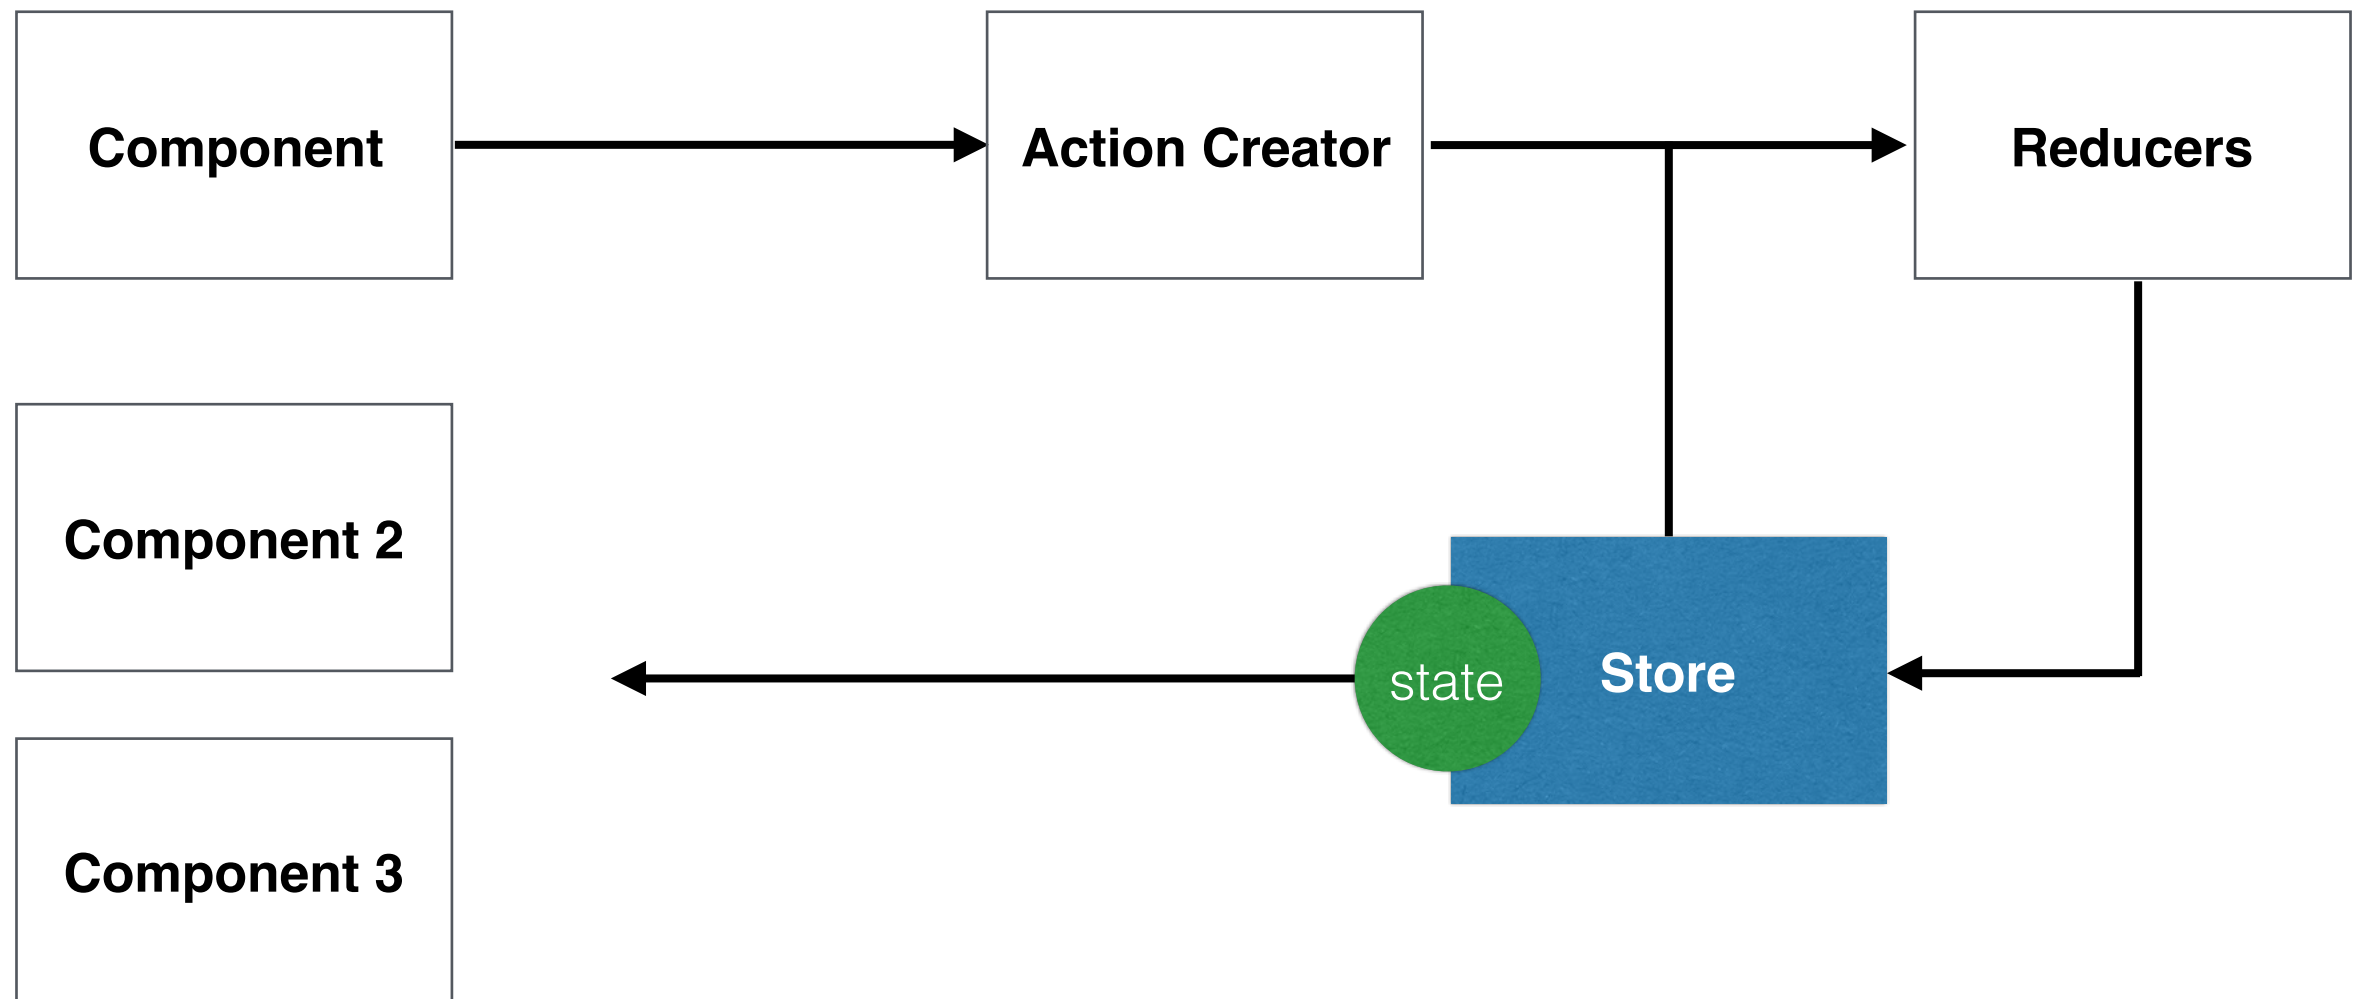 Component
Action Creator
Reducers
Component 2
state
Store
Component 3